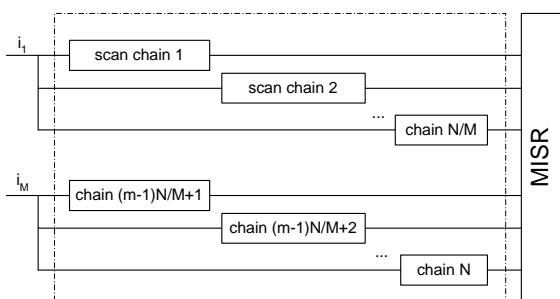 i1
scan chain 1
scan chain 2
...
chain N/M
iM
chain (m-1)N/M+1
chain (m-1)N/M+2
...
chain N
MISR